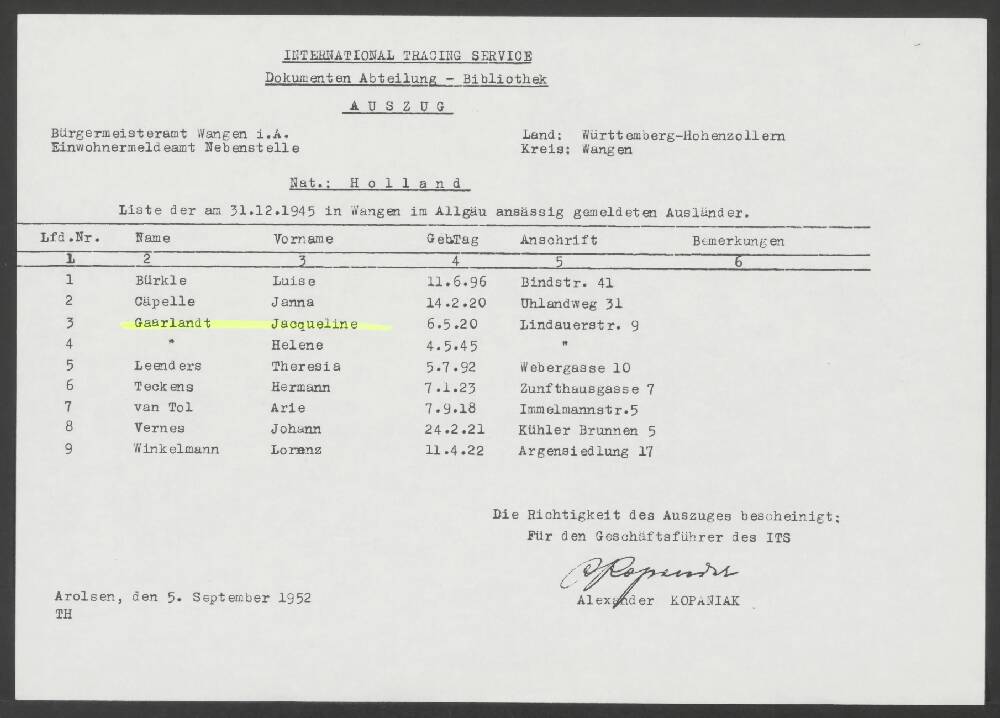 INTERNATIONAL TRACING SERVICE
Dokumenten Abteilung - Bibliothek
A U S Z U G
Bürgermeisteramt Wangen i.A.
Einwohnermeldeamt Nebenstelle
Land: Württemberg-Hohenzollern
Kreis: Wangen
Nat.: H o l l a n d
Liste der am 31.12.1945 in Wangen im Allgäu ansässig gemeldeten Ausländer.
Lfd.Nr. Name Vorname GebTag Anschrift Bemerkungen
1 2 3 4 5 6
1 Bürkle Luise 11.6.96 Bindstr. 41
2 Cäpelle Janna 14.2.20 Uhlandweg 31
3 Gaarlandt Jacqueline 6.5.20 Lindauerstr. 9
4 " Helene 4.5.45 "
5 Leenders Theresia 5.7.92 Webergasse 10
6 Teckens Hermann 7.1.23 Zunfthausgasse 7
7 van Tol Arie 7.9.18 Immelmannstr.5
8 Vernes Johann 24.2.21 Kühler Brunnen 5
9 Winkelmann Lorenz 11.4.22 Argensiedlung 17
Die Richtigkeit des Auszuges bescheinigt:
Für den Geschäftsführer des ITS
Alexander KOPANIAK
Arolsen, den 5. September 1952
TH